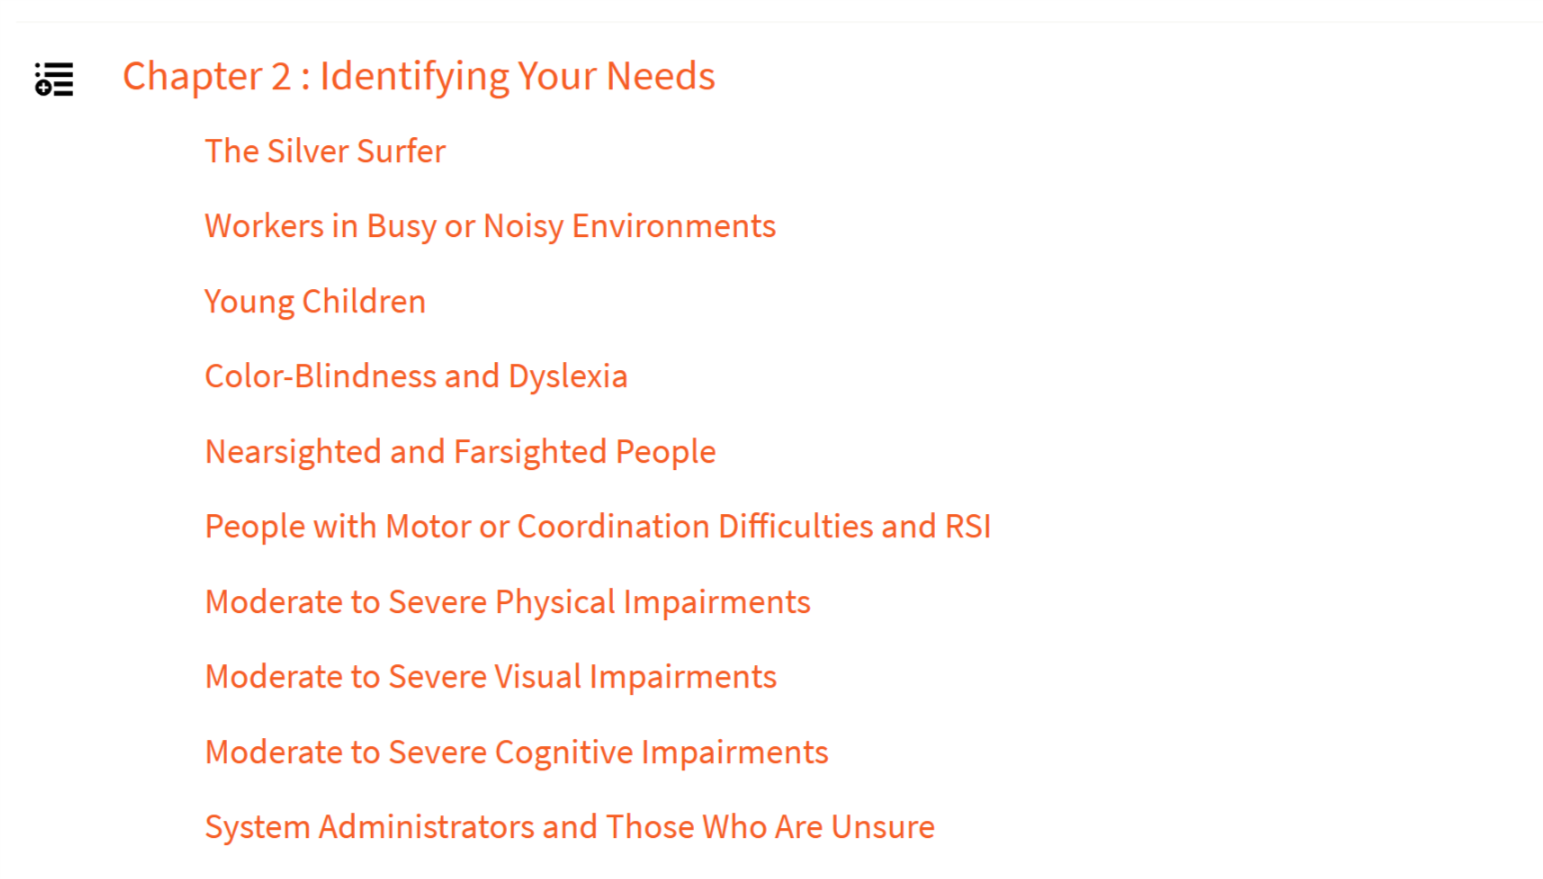 Chapter 2 : Identifying Your Needs
The Silver Surfer
Workers in Busy or Noisy Environments
Young Children
Color-Blindness and Dyslexia
Nearsighted and Farsighted People
People with Motor or Coordination Difficulties and RSI
Moderate to Severe Physical Impairments
Moderate to Severe Visual Impairments
Moderate to Severe Cognitive Impairments
System Administrators and Those Who Are Unsure